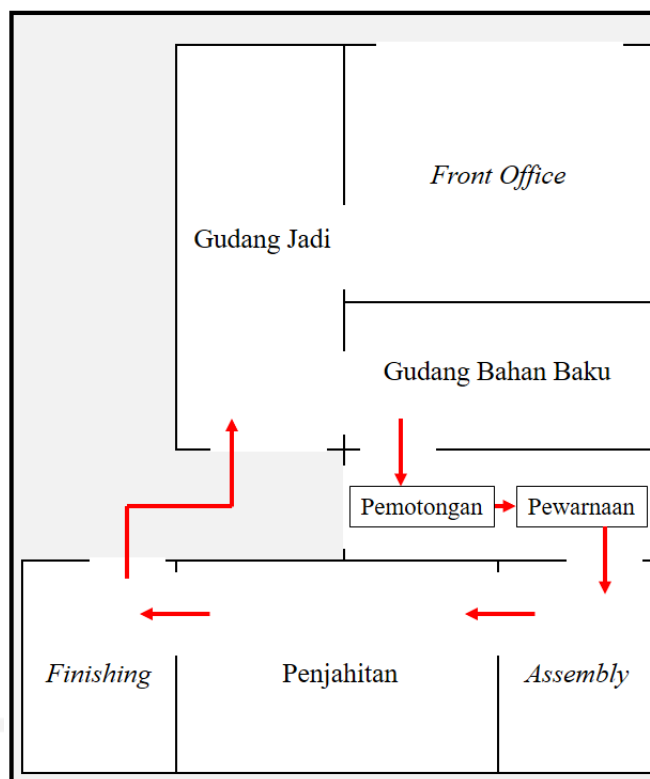 Front Office
Gudang Jadi
Gudang Bahan Baku
Pemotongan
Pewarnaan
Finishing
Penjahitan
Assembly